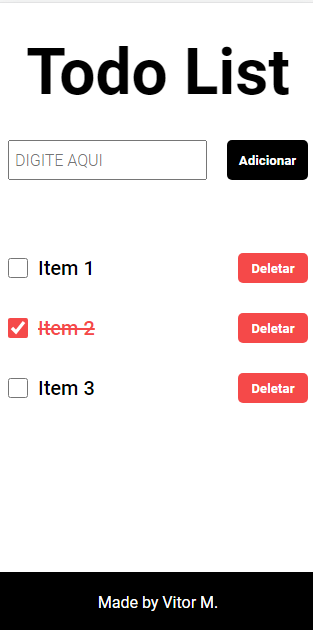 Todo List
DIGITE AQUI
Adicionar
Item 1
Deletar
Item 2
Deletar
Item 3
Deletar
Made by Vitor M.